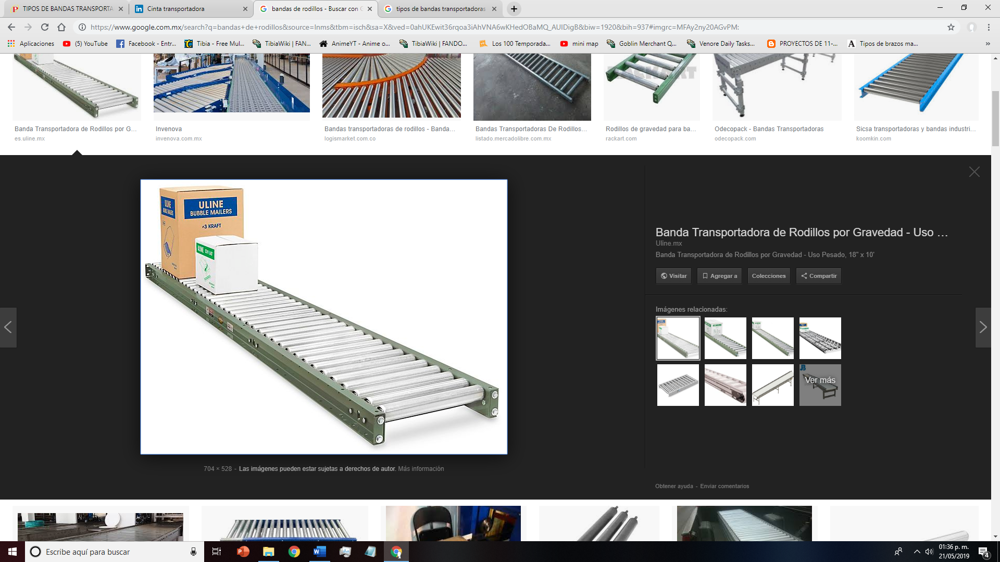 TIPOS DE BANDAS TRANSPORTA
Cinta transportadora
bandas de rodillos - Buscar con G
tipos de bandas transportadoras
https://www.google.com.mx/search?q=bandas+de+rodillos&source=lnms&tbm=isch&sa=X&ved=0ahUKEwit36rqoa3iAhVNA6wKHedOBaMQ_AUIDigB&biw=1920&bih=937#imgrc=MFAy2ny20AGvPM:
Aplicaciones
(5) YouTube
Facebook - Entr...
Tibia - Free Mul...
TibiaWiki | FAN...
AnimeYT - Anime o...
TibiaWiki | FANDO...
Los 100 Temporada...
mini map
Goblin Merchant Q...
Venore Daily Tasks...
PROYECTOS DE 11-...
Tipos de brazos ma...
Banda Transportadora de Rodillos por G...
es.uline.mx
Invenova
invenova.com.mx
Bandas transportadoras de rodillos - Banda...
logismarket.com.co
Bandas Transportadoras De Rodillos...
listado.mercadolibre.com.mx
Rodillos de gravedad para ba...
rackart.com
Odecopack - Bandas Transportadoras
odecopack.com
Sicsa transportadoras y bandas industri...
koomkin.com
ULINE
BUBBLE MAILERS
#3 KRAFT
ULINE
Banda Transportadora de Rodillos por Gravedad - Uso ...
Uline.mx
Banda Transportadora de Rodillos por Gravedad - Uso Pesado, 18" x 10'
Visitar
Agregar a
Colecciones
Compartir
Imágenes relacionadas:
Ver más
704 × 528 - Las imágenes pueden estar sujetas a derechos de autor. Más información
Obtener ayuda - Enviar comentarios
Escribe aquí para buscar
01:36 p. m.
21/05/2019
4